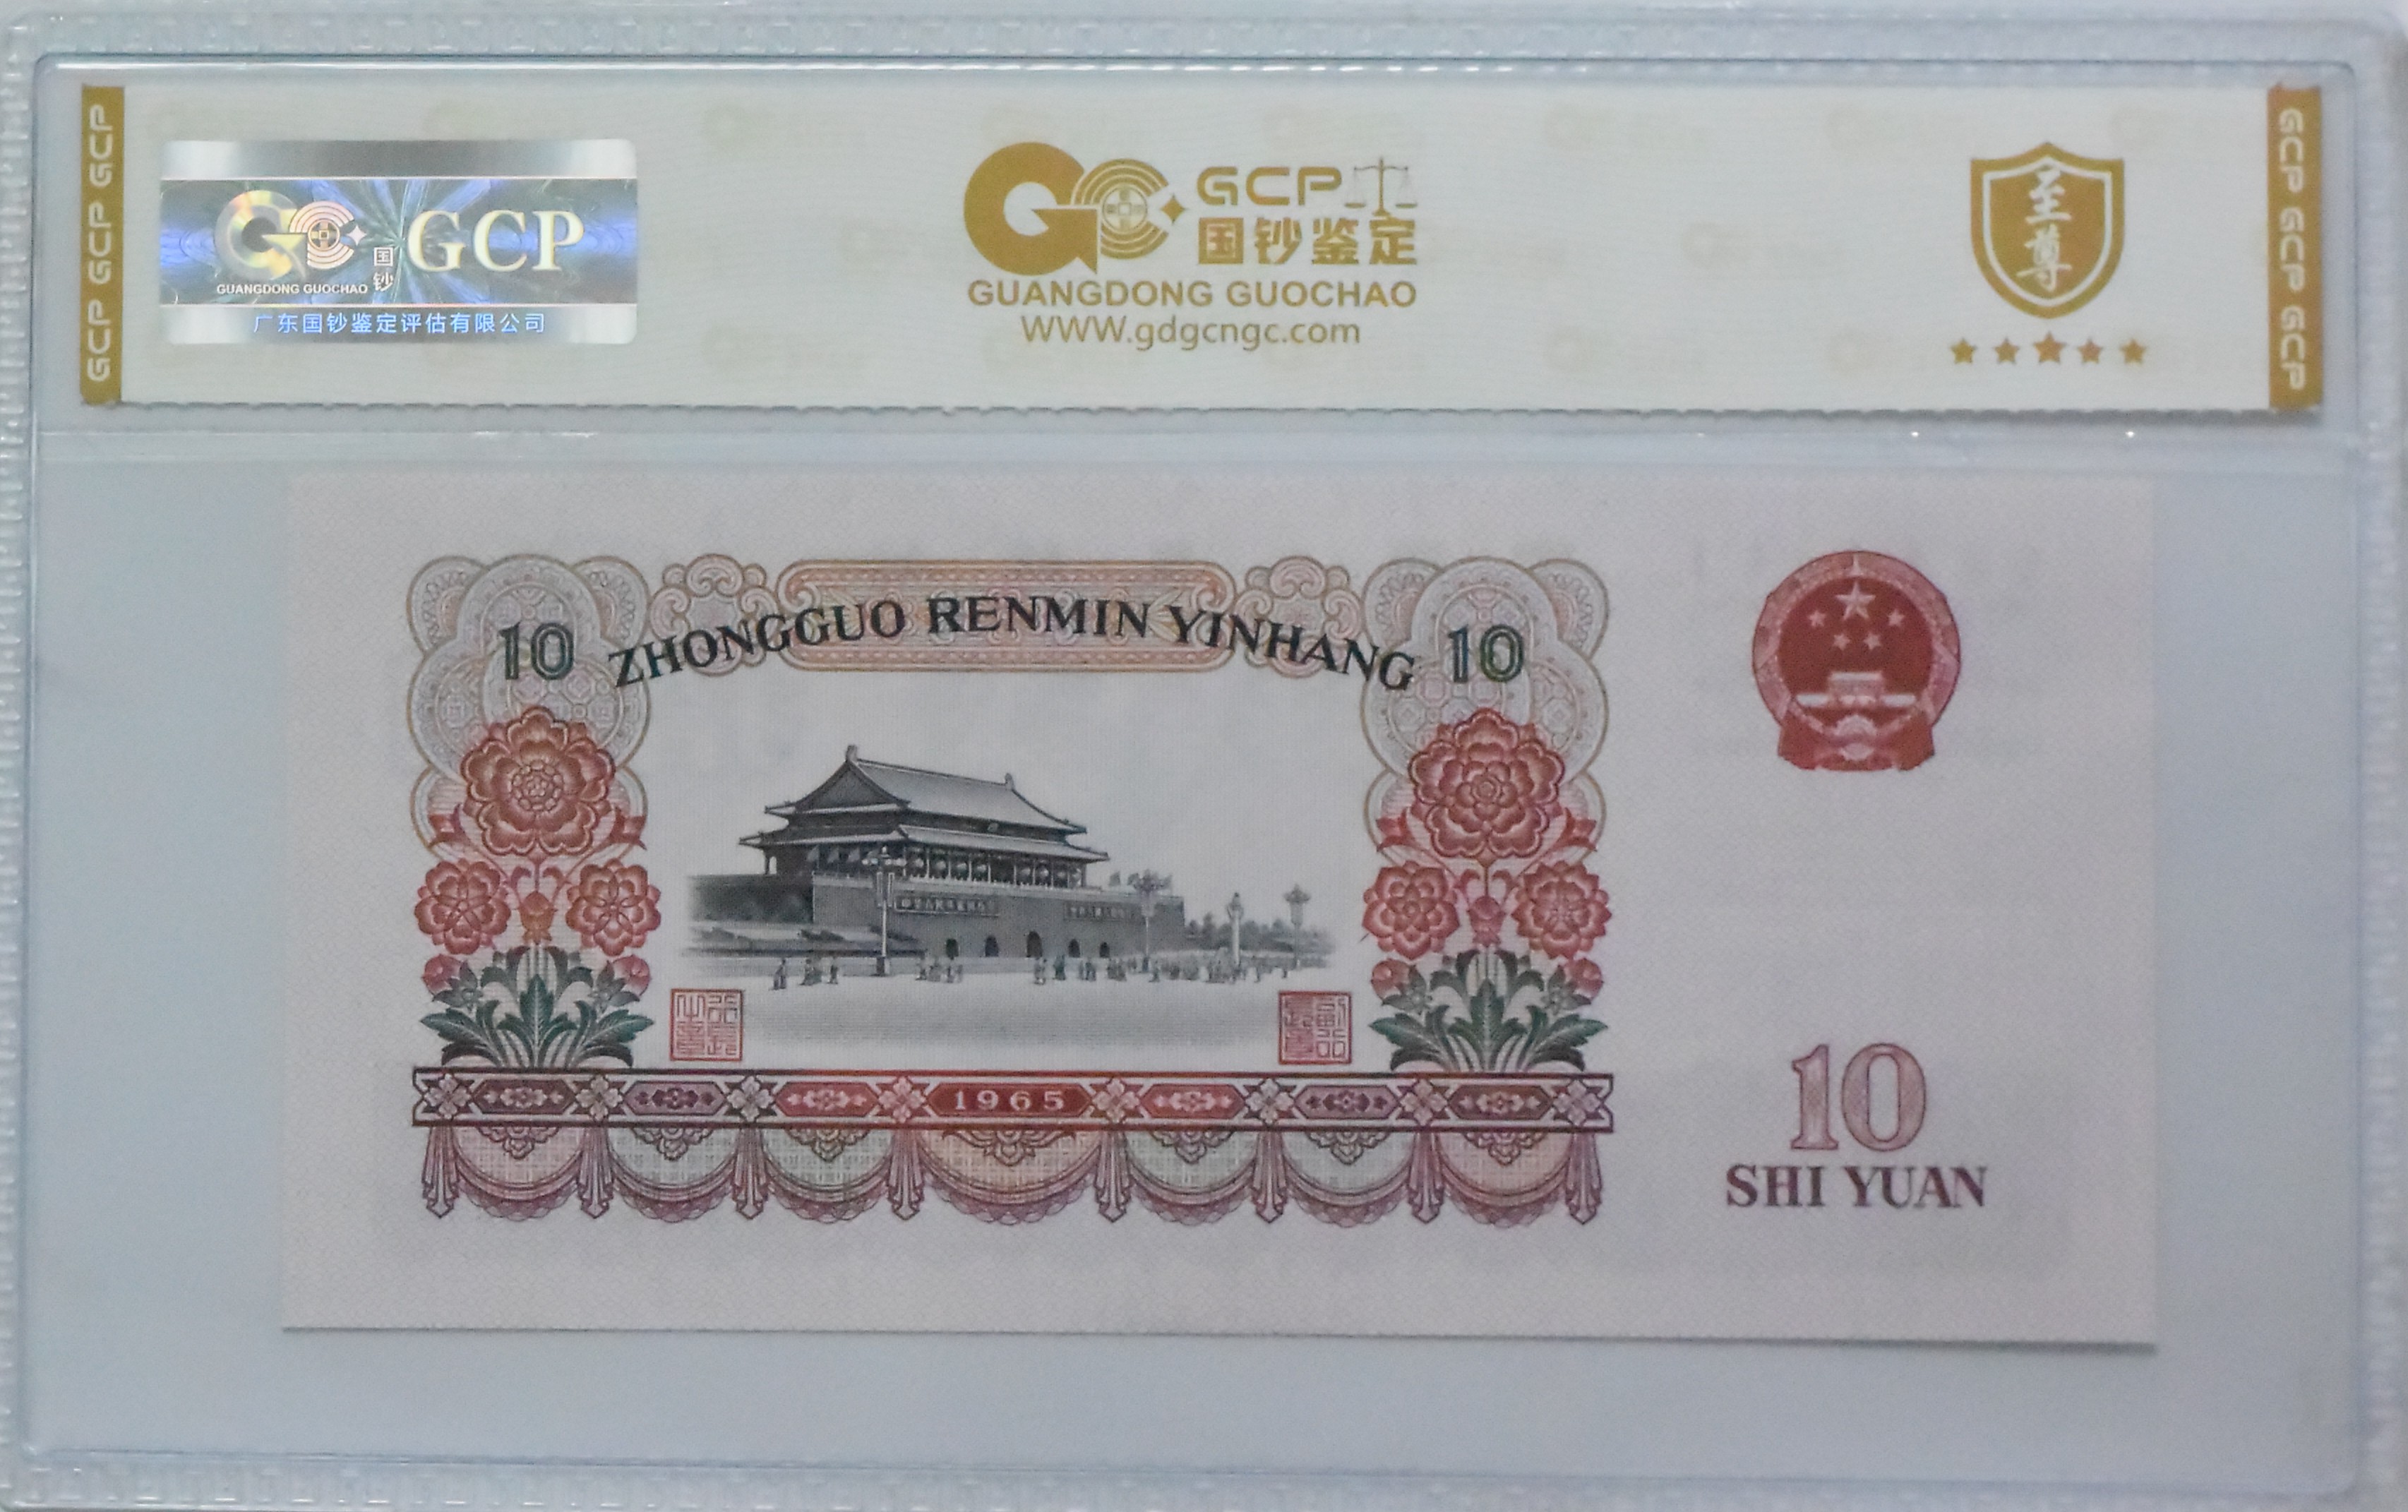 GCP GCP GCP
GCP
国钞
GUANGDONG GUOCHAO
广东国钞鉴定评估有限公司
GCP
国钞鉴定
GUANGDONG GUOCHAO
WWW.gdgcngc.com
至尊
GCP GCP GCP
10 ZHONGGUO RENMIN YINHANG 10
1965
10
SHI YUAN